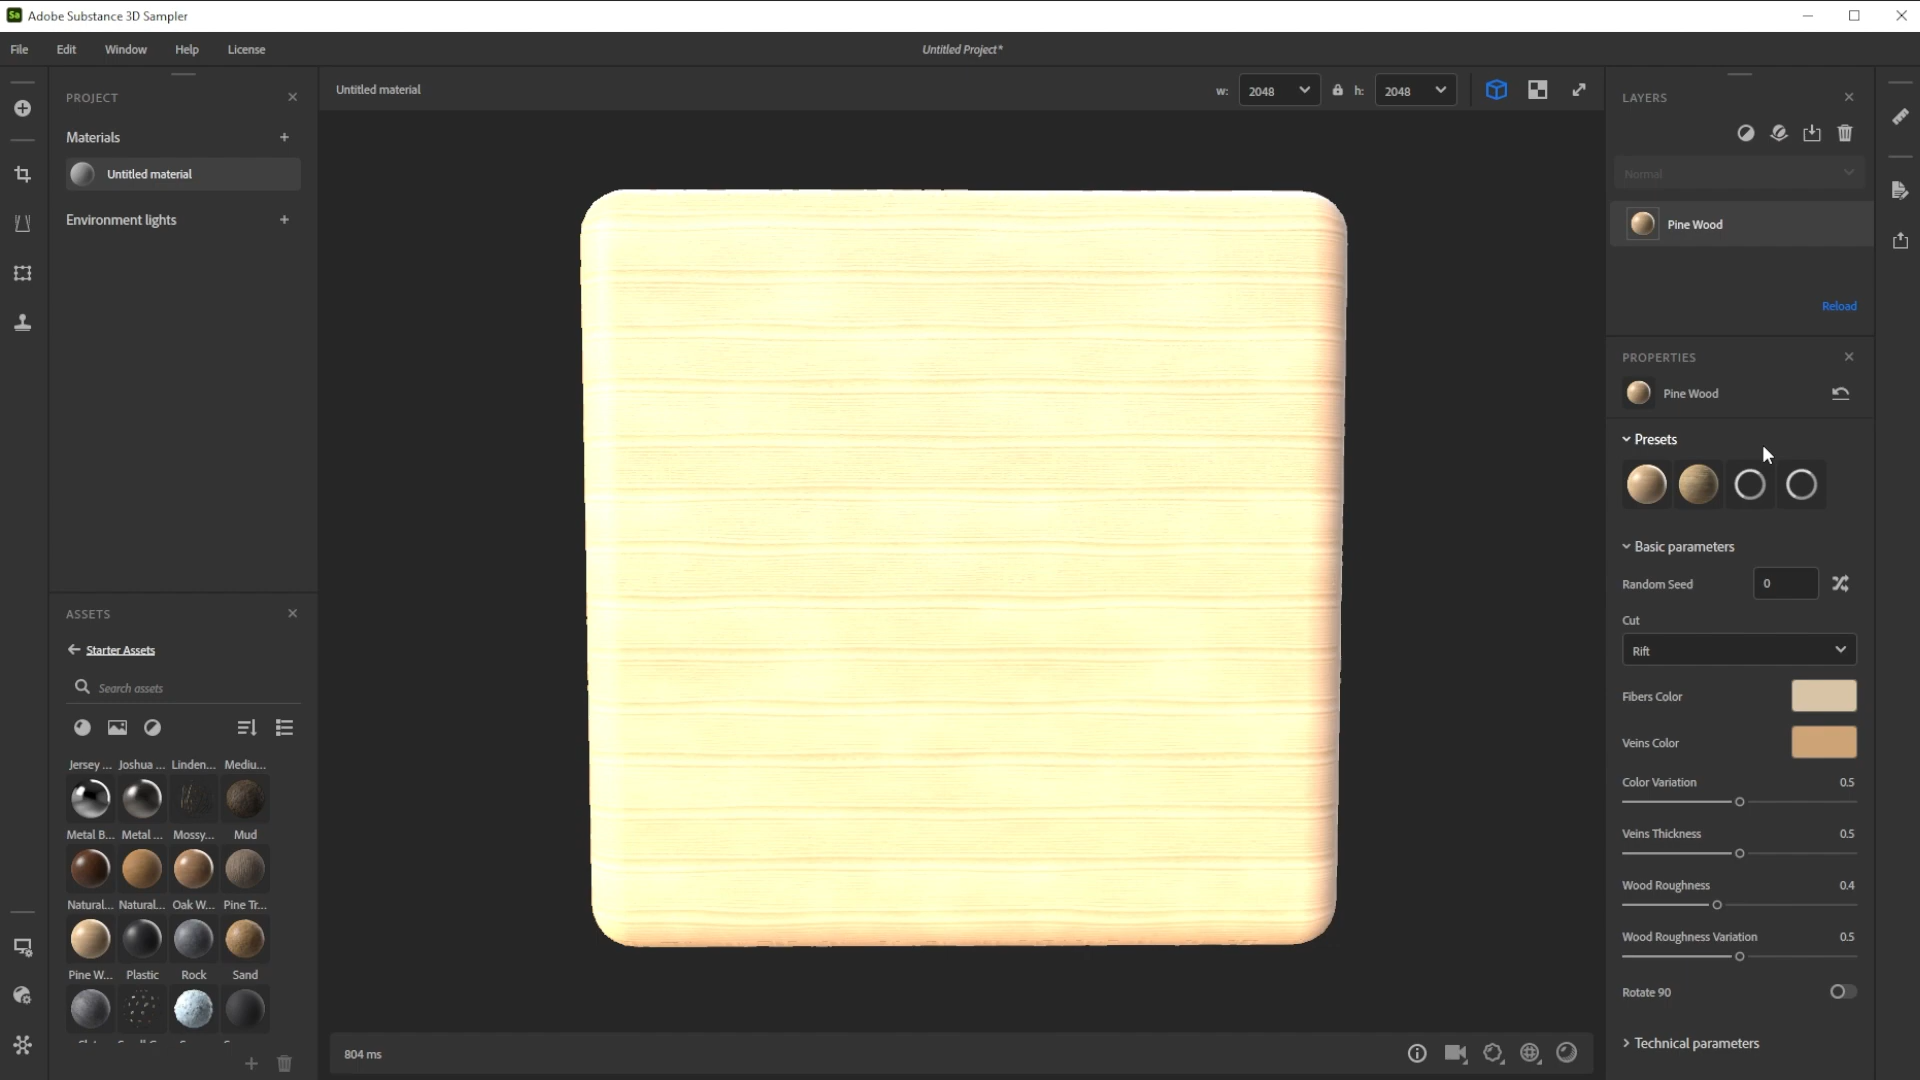 Adobe Substance 3D Sampler
File Edit Window Help License
Untitled Project*
PROJECT
Materials
Untitled material
Environment lights
ASSETS
Starter Assets
Search assets
Jersey ... Joshua ... Linden... Mediu...
Metal B... Metal ... Mossy... Mud
Natural... Natural... Oak W... Pine Tr...
Pine W... Plastic Rock Sand
Untitled material
w: 2048 h: 2048
804 ms
LAYERS
Normal
Pine Wood
Reload
PROPERTIES
Pine Wood
Presets
Basic parameters
Random Seed 0
Cut
Rift
Fibers Color
Veins Color
Color Variation 0.5
Veins Thickness 0.5
Wood Roughness 0.4
Wood Roughness Variation 0.5
Rotate 90
Technical parameters